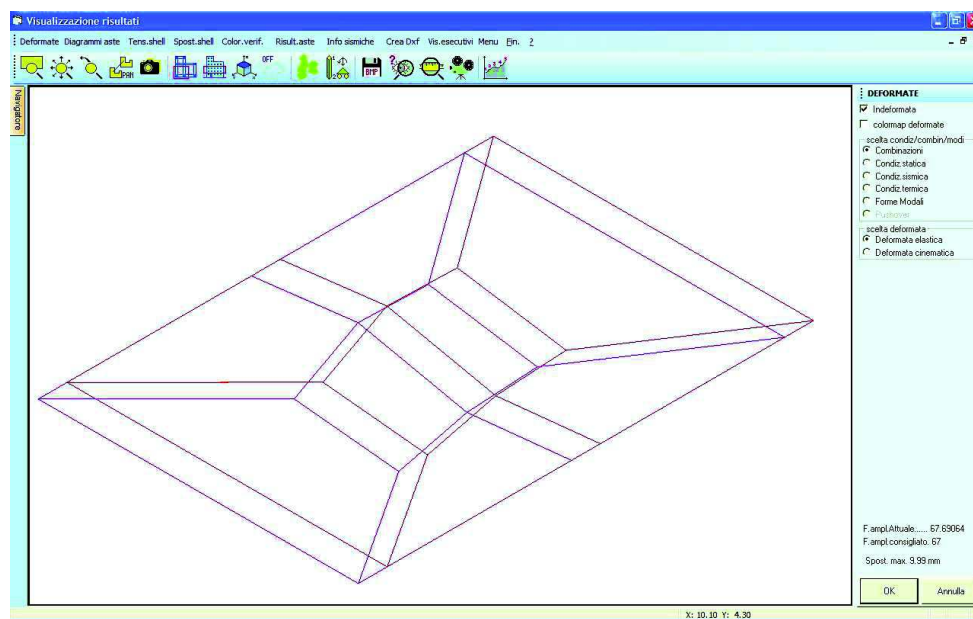 Visualizzazione risultati
Deformate Diagrammi aste Tens.shell Spost.shell Color.verif. Risult.aste Info sismiche Crea Dxf Vis.esecutivi Menu Fin. ?
PAN
OFF
?
BMP
Navigatore
DEFORMATE
Indeformata
colormap deformate
scelta condiz/combin/modi
Combinazioni
Condiz.statica
Condiz.sismica
Condiz.termica
Forme Modali
Pushover
scelta deformata
Deformata elastica
Deformata cinematica
F.ampl.Attuale...... 67.69064
F.ampl.consigliato. 67
Spost. max. 9.99 mm
OK Annulla
X: 10.10 Y: 4.30